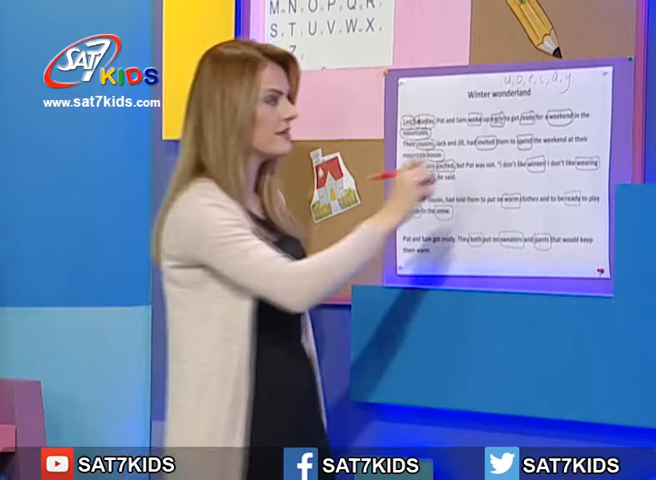 M N O P Q R
S T U V W X
Z
SAT7 KIDS
www.sat7kids.com
Winter wonderland
Last Saturday, Pat and Sam woke up early to get ready for a weekend in the
mountains.
Their cousins, Jack and Jill, had invited them to spend the weekend at their
mountain house.
excited, but Pat was not. "I don't like winter! I don't like wearing
he said.
cousin, had told them to put on warm clothes and to be ready to play
in the snow.
Pat and Sam got ready. They both put on sweaters and pants that would keep
them warm.
SAT7KIDS
SAT7KIDS
SAT7KIDS